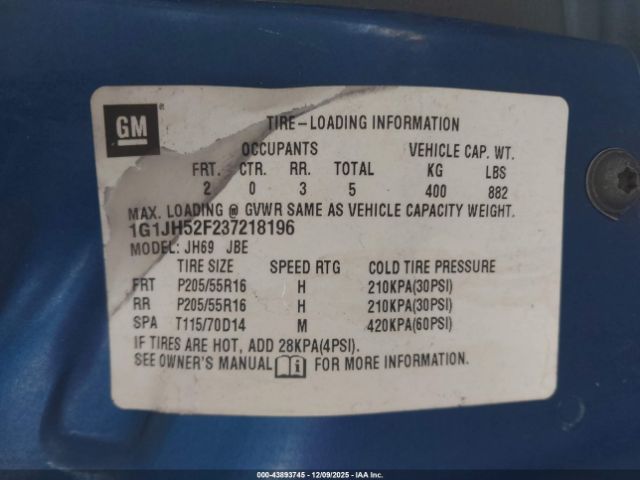 GM
TIRE-LOADING INFORMATION
OCCUPANTS VEHICLE CAP. WT.
FRT. CTR. RR. TOTAL KG LBS
2 0 3 5 400 882
MAX. LOADING @ GVWR SAME AS VEHICLE CAPACITY WEIGHT.
1G1JH52F237218196
MODEL: JH69 JBE
TIRE SIZE SPEED RTG COLD TIRE PRESSURE
FRT P205/55R16 H 210KPA(30PSI)
RR P205/55R16 H 210KPA(30PSI)
SPA T115/70D14 M 420KPA(60PSI)
IF TIRES ARE HOT, ADD 28KPA(4PSI).
SEE OWNER'S MANUAL i FOR MORE INFORMATION.
000-43893745 - 12/09/2025 - IAA Inc.